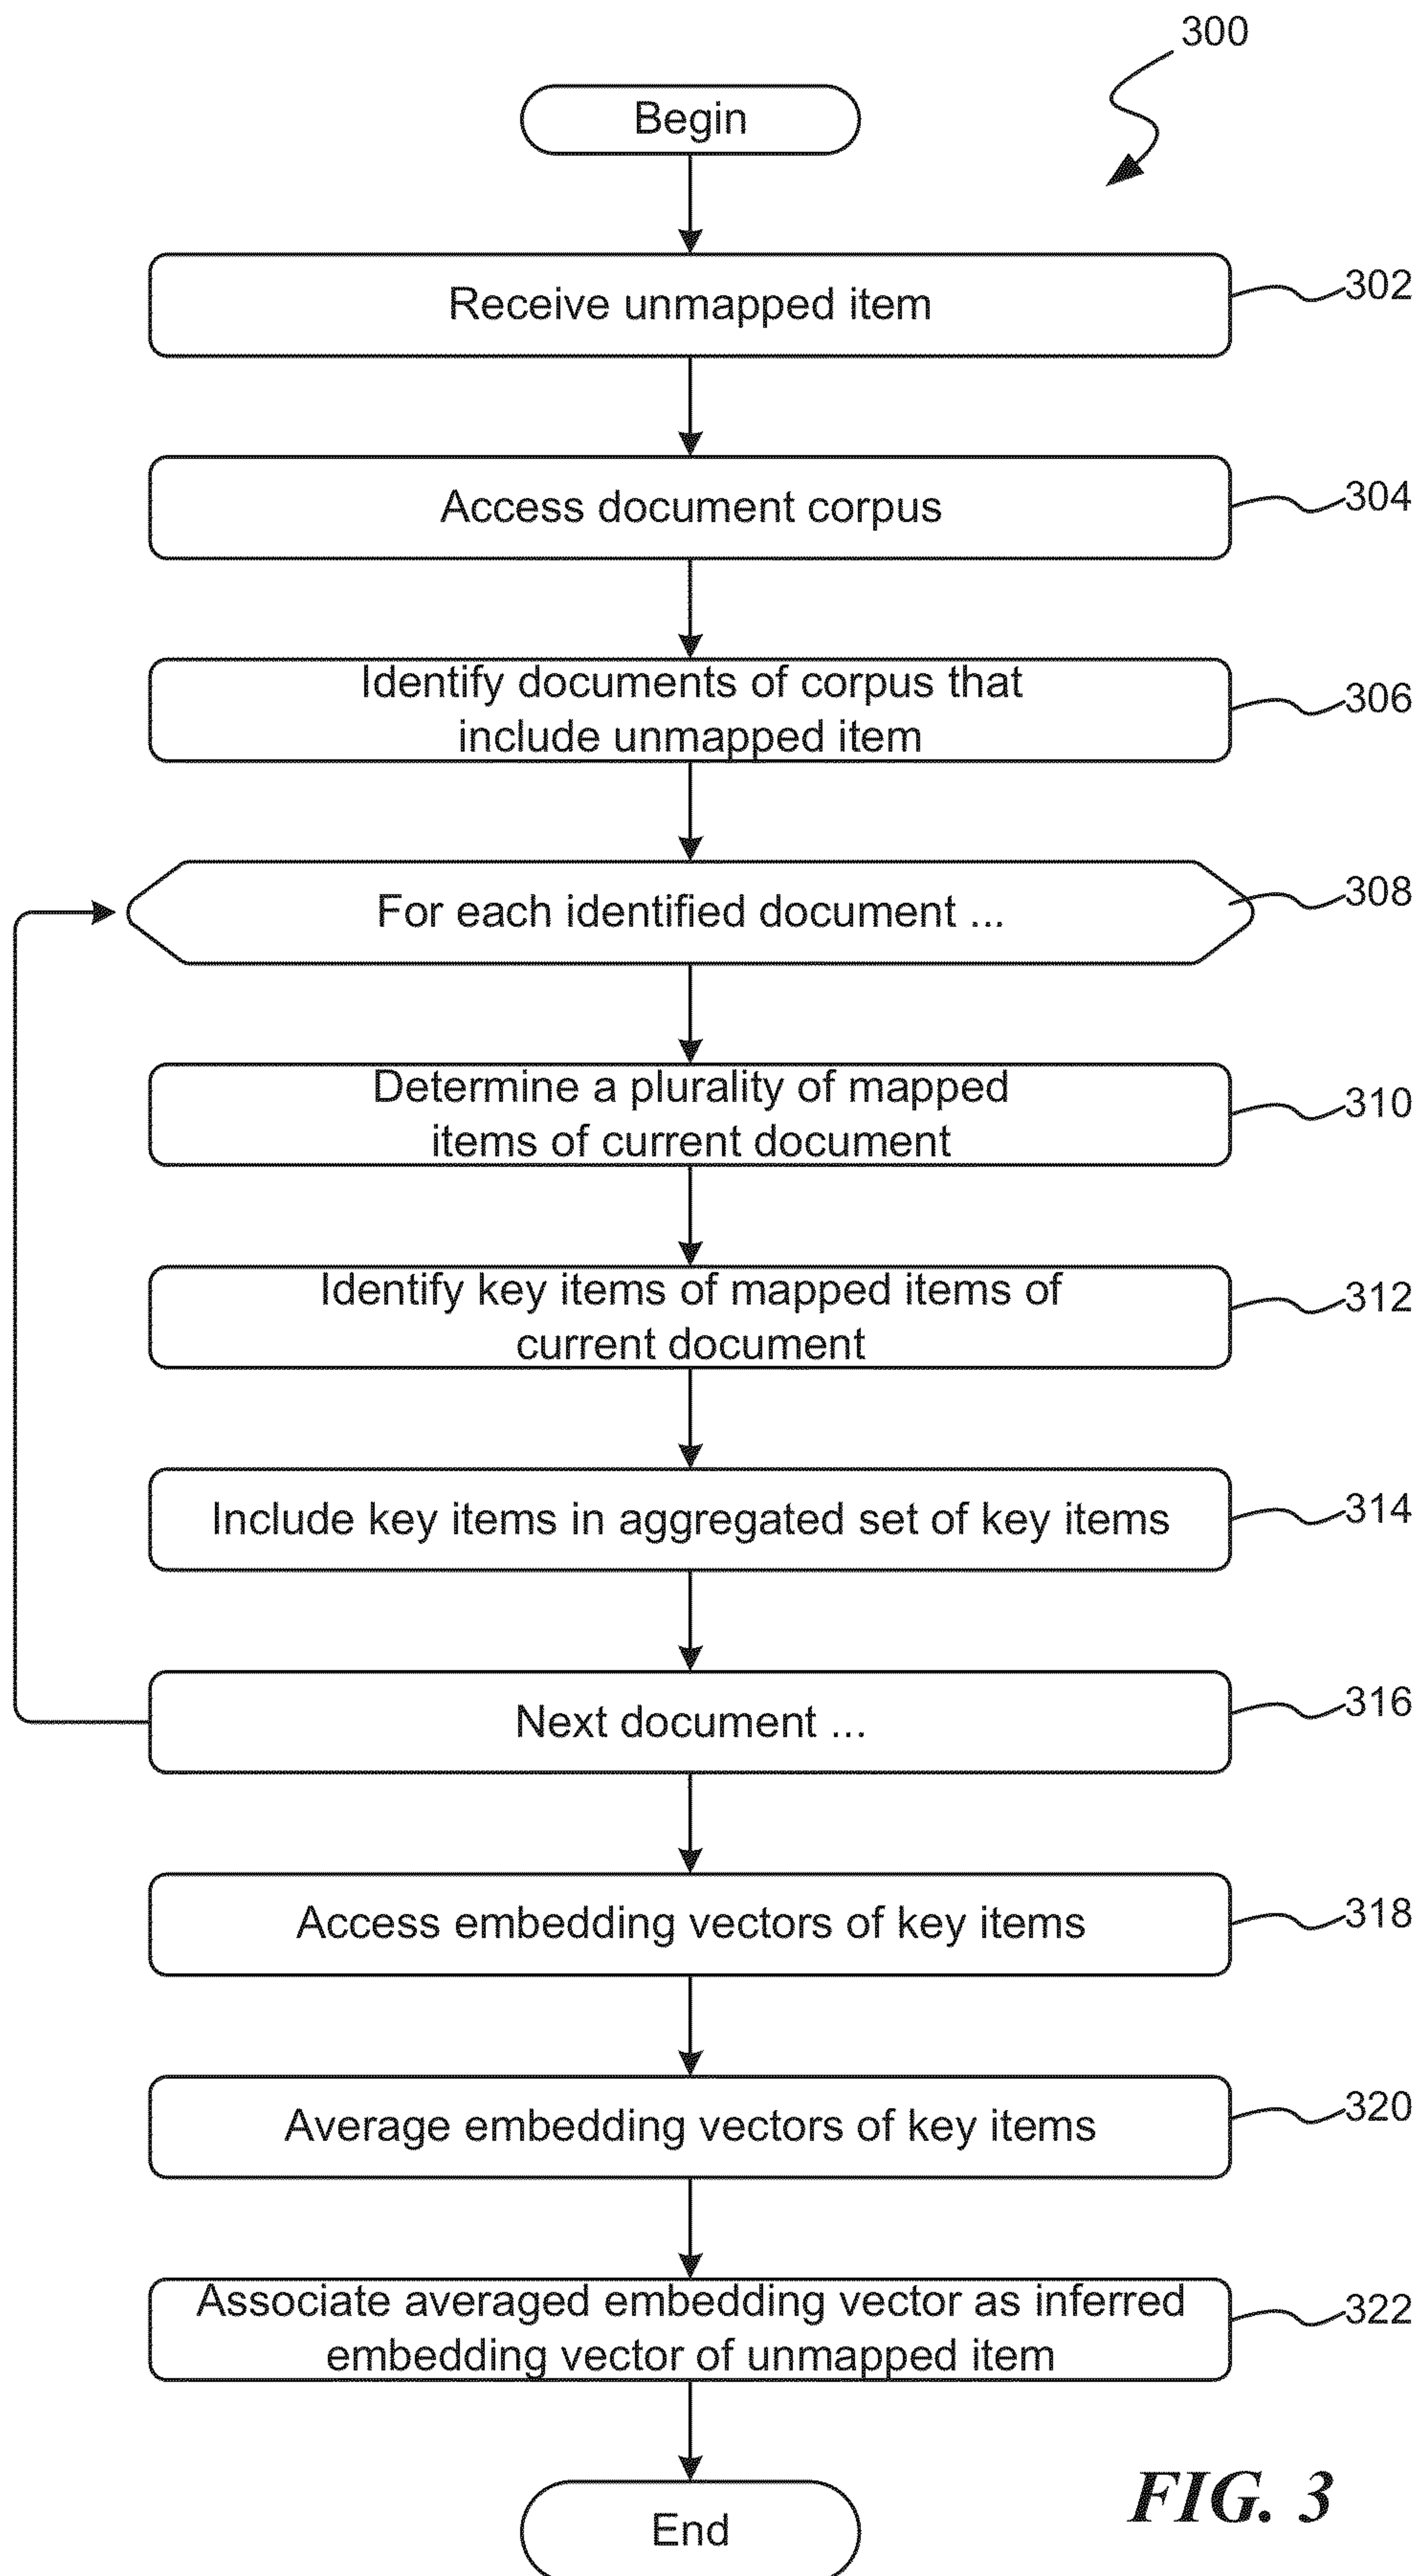 300
Begin
Receive unmapped item
302
Access document corpus
304
Identify documents of corpus that
include unmapped item
306
For each identified document ...
308
Determine a plurality of mapped
items of current document
310
Identify key items of mapped items of
current document
312
Include key items in aggregated set of key items
314
Next document ...
316
Access embedding vectors of key items
318
Average embedding vectors of key items
320
Associate averaged embedding vector as inferred
embedding vector of unmapped item
322
End
FIG. 3